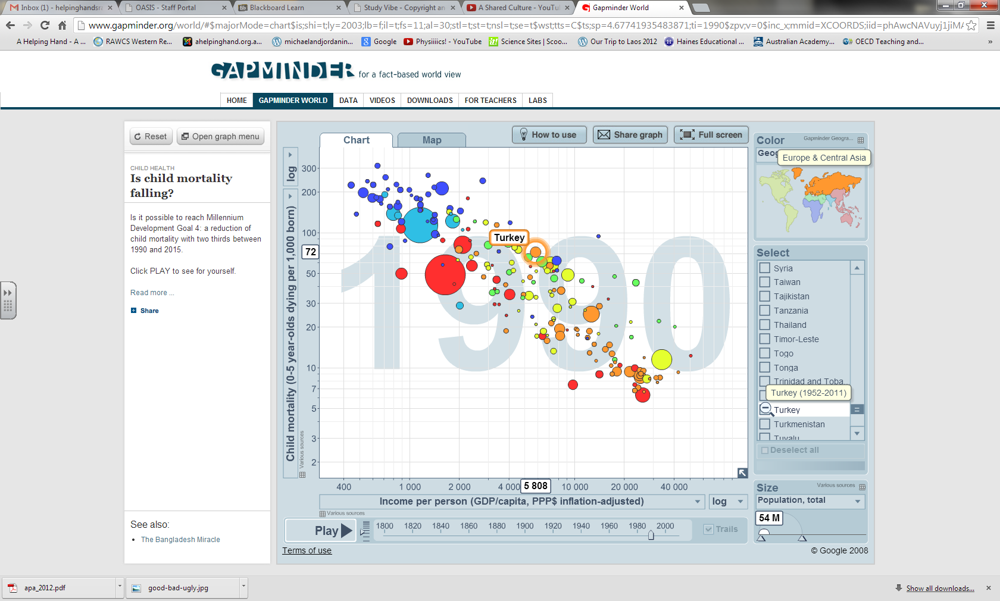 Inbox (1) - helpinghandsra
OASIS - Staff Portal
Blackboard Learn
Study Vibe - Copyright an
A Shared Culture - YouTu
Gapminder World
www.gapminder.org/world/#$majorMode=chart$is;shi=t;ly=2003;lb=f;il=t;fs=11;al=30;stl=t;st=t;nsl=t;se=t$wst;tts=C$ts;sp=4.67741935483871;ti=1990$zpv;v=0$inc_x;mmid=XCOORDS;iid=phAwcNAVuyj1jiMA
A Helping Hand - A ...
RAWCS Western Re...
ahelpinghand.org.a...
michaelandjordanin...
Google
Physiiiics! - YouTube
Science Sites | Scoo...
Our Trip to Laos 2012
Haines Educational ...
Australian Academy...
OECD Teaching and...
»
GAPMINDER for a fact-based world view
HOME
GAPMINDER WORLD
DATA
VIDEOS
DOWNLOADS
FOR TEACHERS
LABS
Reset
Open graph menu
CHILD HEALTH
Is child mortality
falling?
Is it possible to reach Millennium
Development Goal 4: a reduction of
child mortality with two thirds between
1990 and 2015.
Click PLAY to see for yourself.
Read more ...
Share
See also:
The Bangladesh Miracle
Chart
Map
How to use
Share graph
Full screen
log
Child mortality (0-5 year-olds dying per 1,000 born)
Various sources
300
200
100
72
50
30
20
10
7
5
3
2
1990
Turkey
400
1 000
2 000
4 000
5 808
10 000
20 000
40 000
Income per person (GDP/capita, PPP$ inflation-adjusted)
log
Various sources
Play
1800
1820
1840
1860
1880
1900
1920
1940
1960
1980
2000
Trails
Terms of use
© Google 2008
Color
Gapminder Geogra...
Geog
Europe & Central Asia
Select
Syria
Taiwan
Tajikistan
Tanzania
Thailand
Timor-Leste
Togo
Tonga
Trinidad and Toba...
Turkey (1952-2011)
Turkey
Turkmenistan
Tuvalu
Deselect all
Size
Various sources
Population, total
54 M
apa_2012.pdf
good-bad-ugly.jpg
Show all downloads...